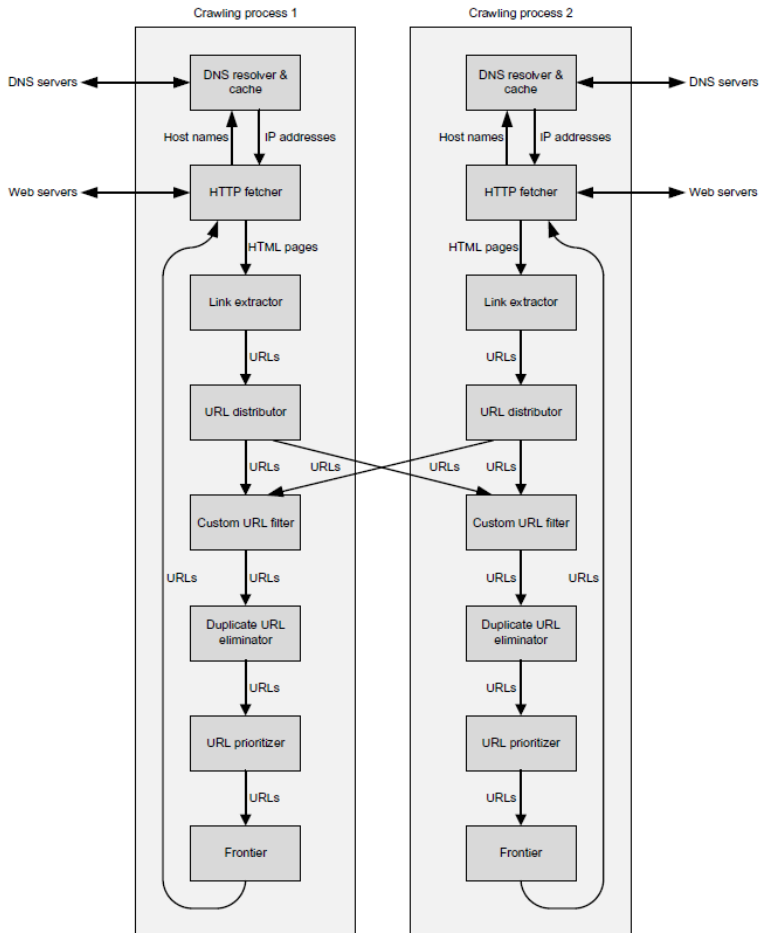 Crawling process 1
Crawling process 2
DNS servers
DNS resolver &
cache
DNS resolver &
cache
DNS servers
Host names
IP addresses
Host names
IP addresses
Web servers
HTTP fetcher
HTTP fetcher
Web servers
HTML pages
HTML pages
Link extractor
Link extractor
URLs
URLs
URL distributor
URL distributor
URLs
URLs
URLs
URLs
Custom URL filter
Custom URL filter
URLs
URLs
URLs
URLs
Duplicate URL
eliminator
Duplicate URL
eliminator
URLs
URLs
URL prioritizer
URL prioritizer
URLs
URLs
Frontier
Frontier